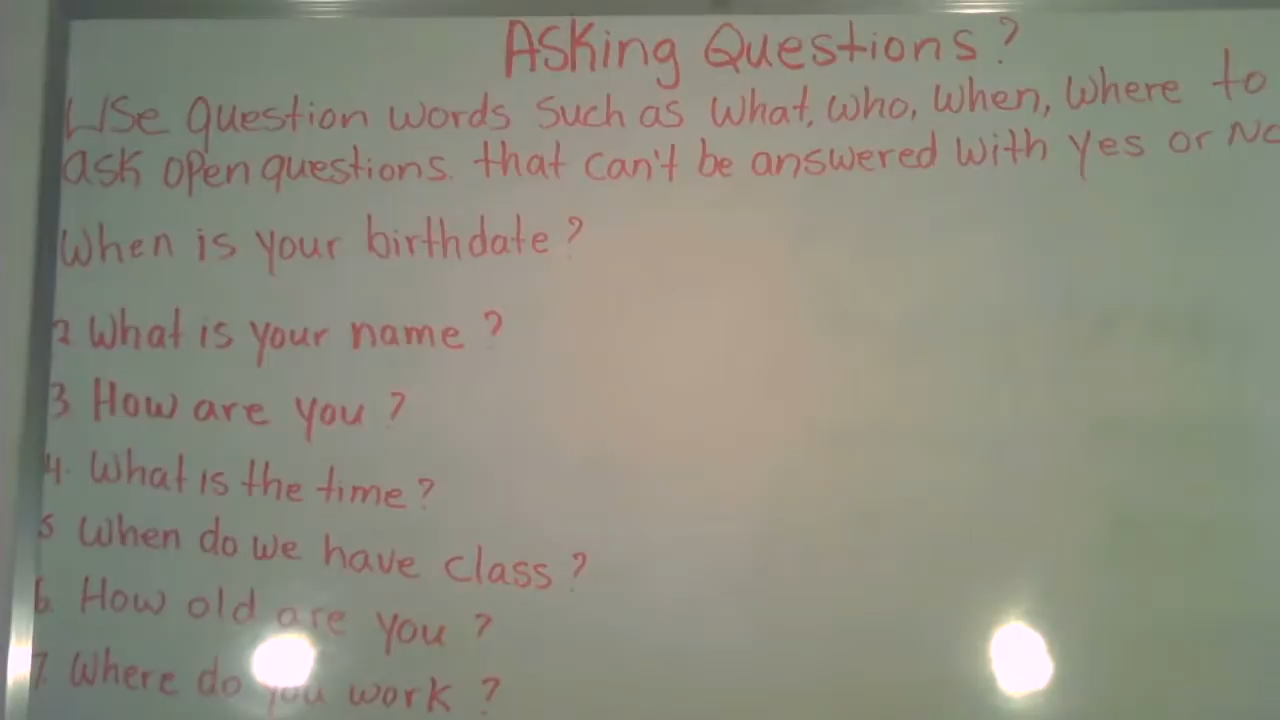 Asking Questions?
Use question words such as what, who, when, where to
ask open questions. that can't be answered with yes or No
When is your birthdate?
2 What is your name?
3 How are you?
4. What is the time?
5 When do we have class?
6. How old are you?
7. Where do you work?